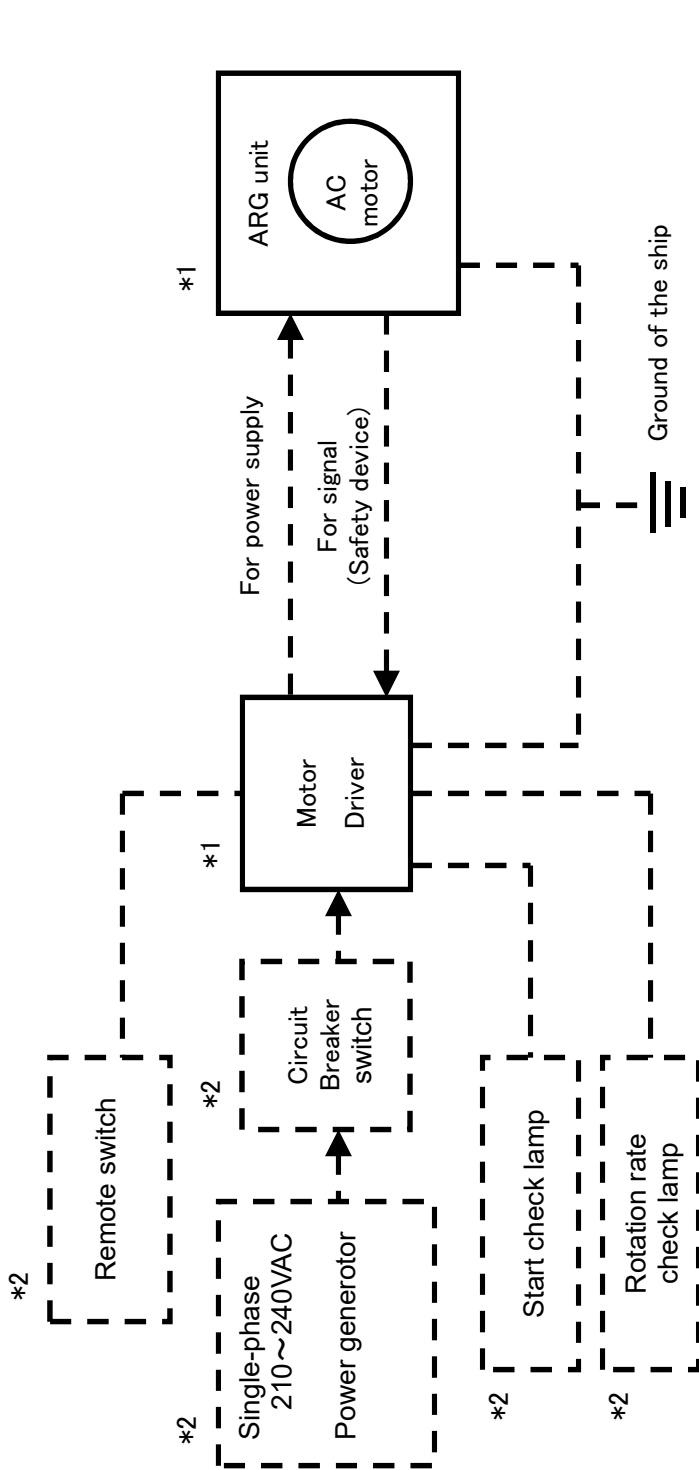 *2
Remote switch
*2
Single-phase
210～240VAC
Power generotor
*2
Circuit
Breaker
switch
*1
Motor
Driver
For power supply
For signal
(Safety device)
*1
ARG unit
AC
motor
*2
Start check lamp
*2
Rotation rate
check lamp
Ground of the ship